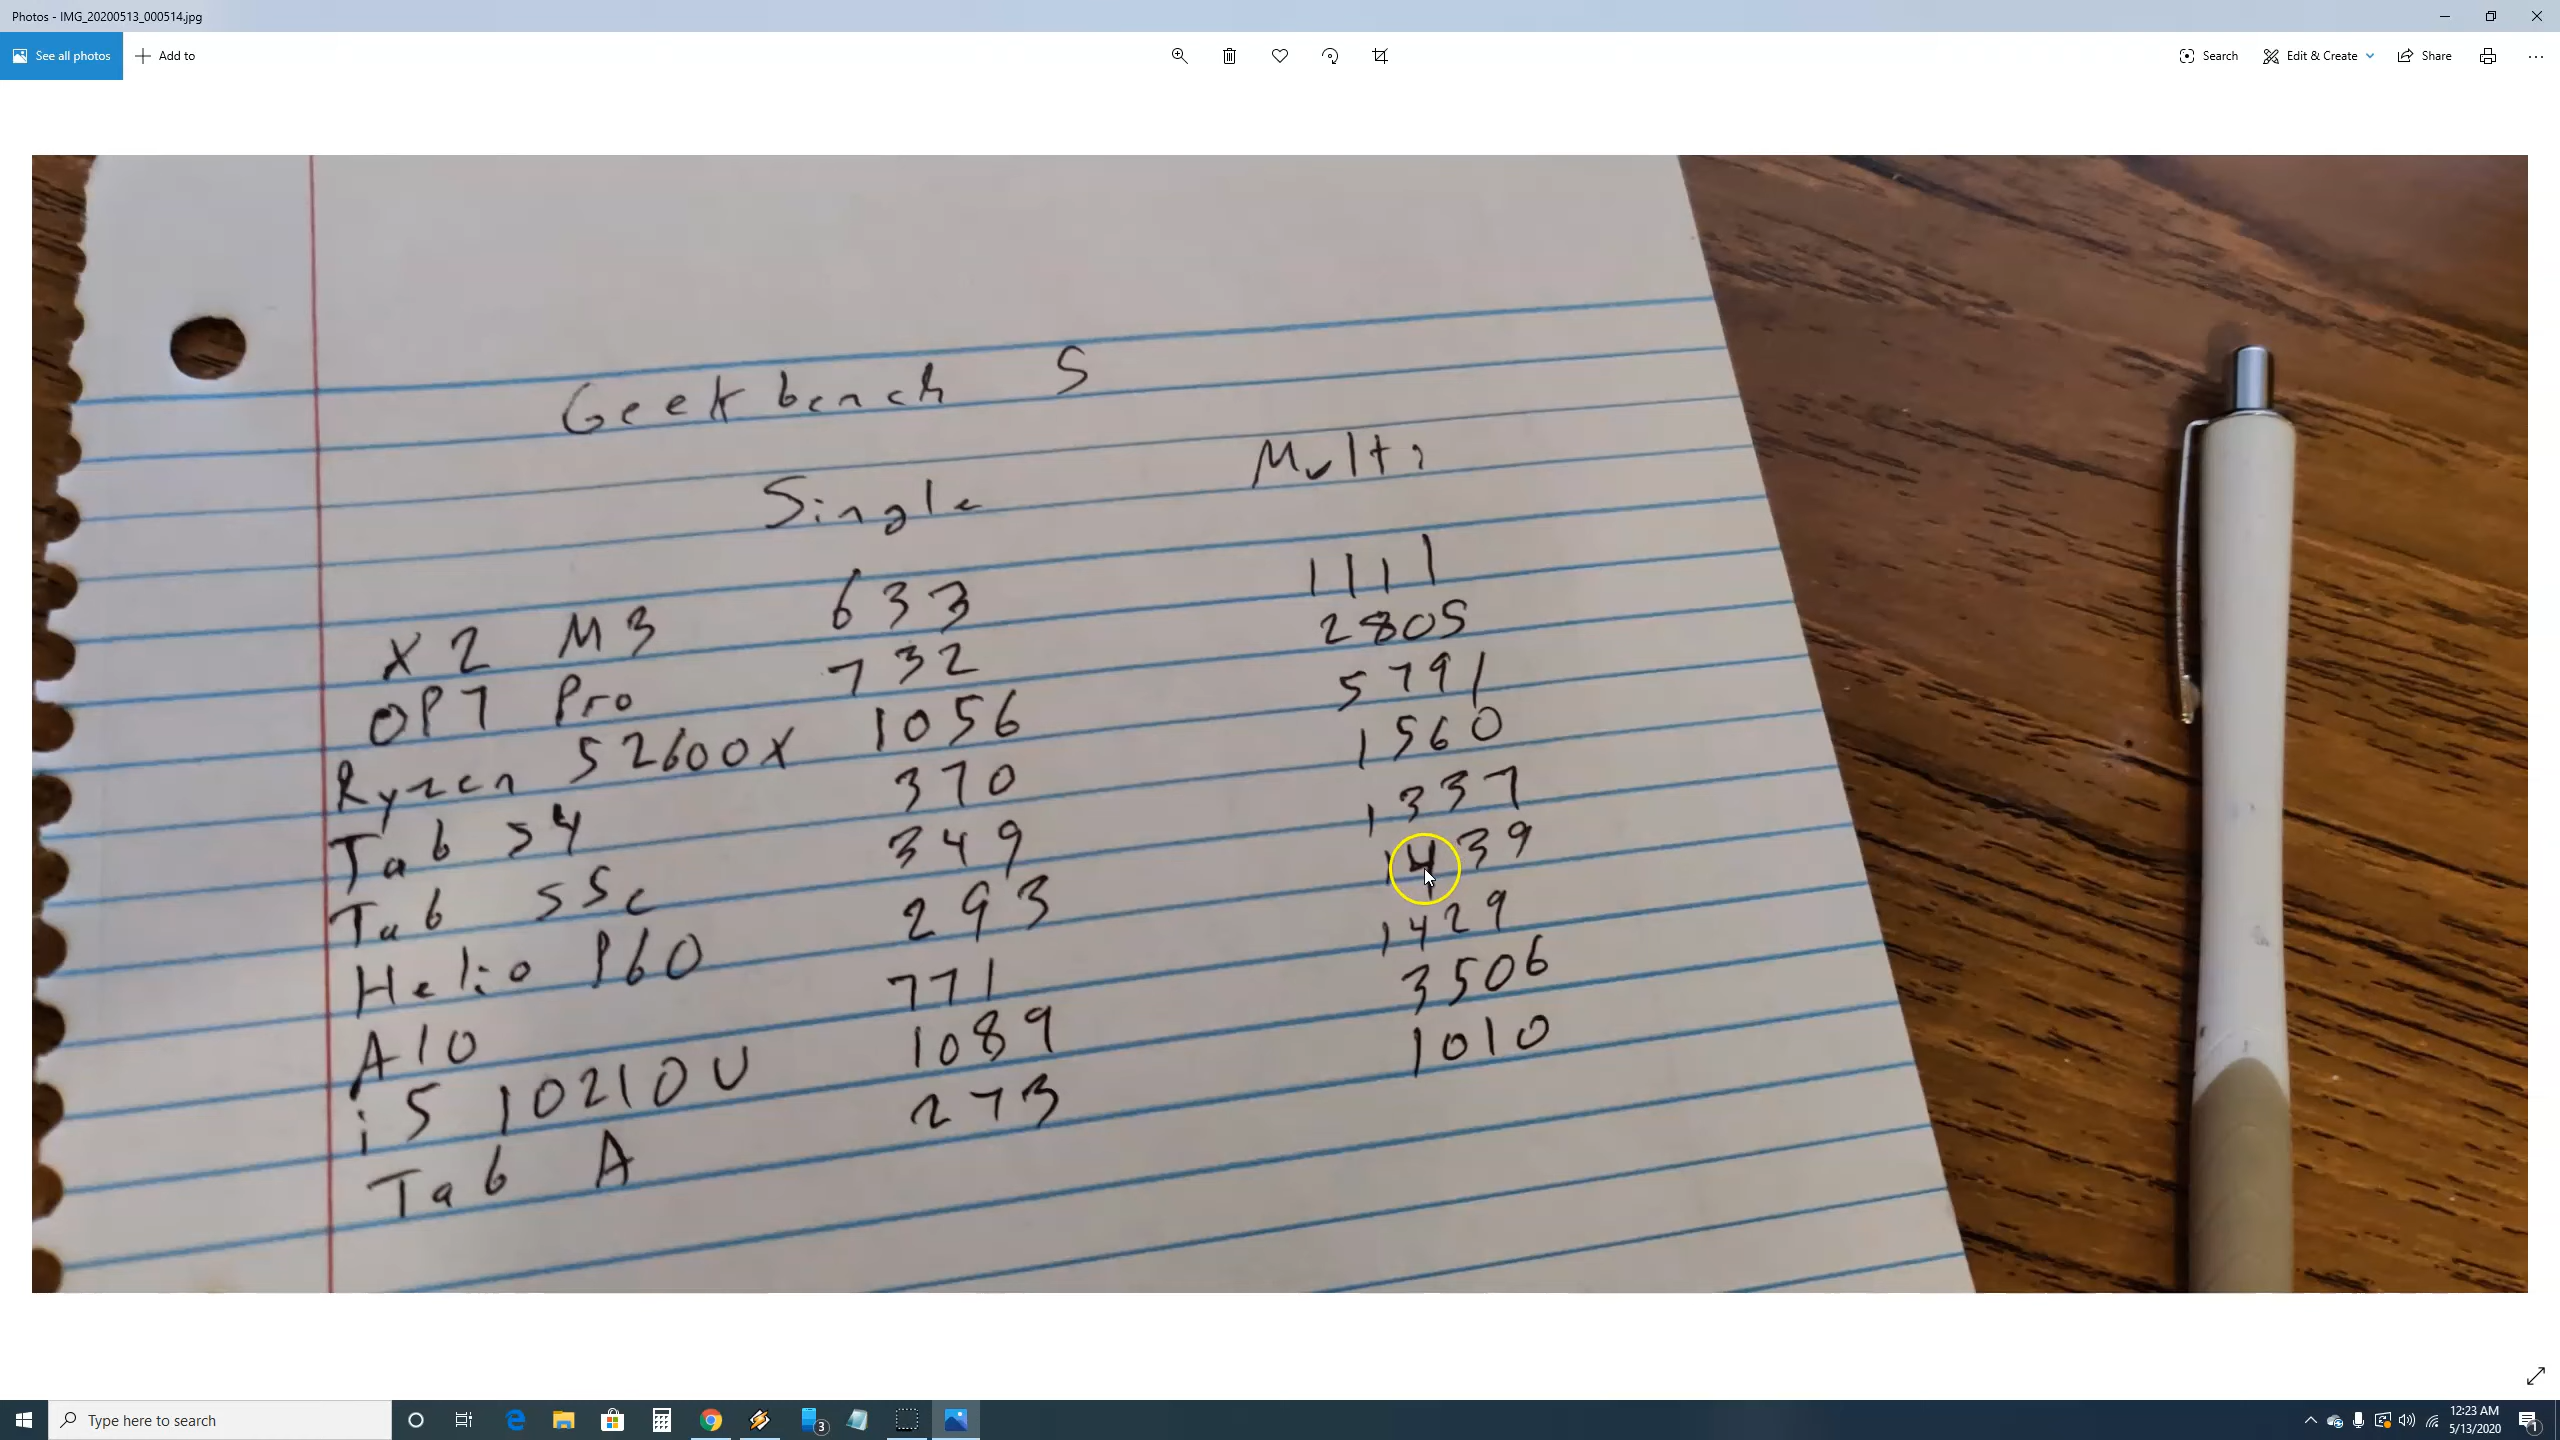 Photos - IMG_20200513_000514.jpg
See all photos Add to Search Edit & Create Share
Geekbench 5
Single Multi
X2 M3 633 1111
OP7 Pro 732 2805
Ryzen 5 2600X 1056 5791
Tab S4 370 1560
Tab S5e 349 1337
Helio P60 293 1439
A10 771 1429
i5 10210U 1089 3506
Tab A 273 1010
Type here to search 3 12:23 AM 1
5/13/2020